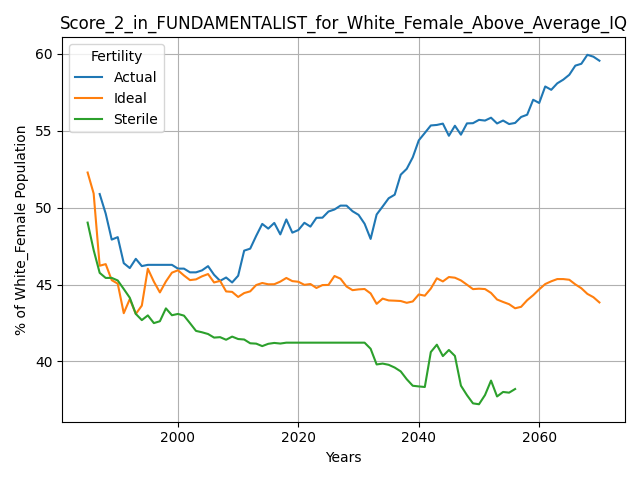 Score_2_in_FUNDAMENTALIST_for_White_Female_Above_Average_IQ
Fertility
Actual
Ideal
Sterile
% of White_Female Population
60
55
50
45
40
2000
2020
2040
2060
Years